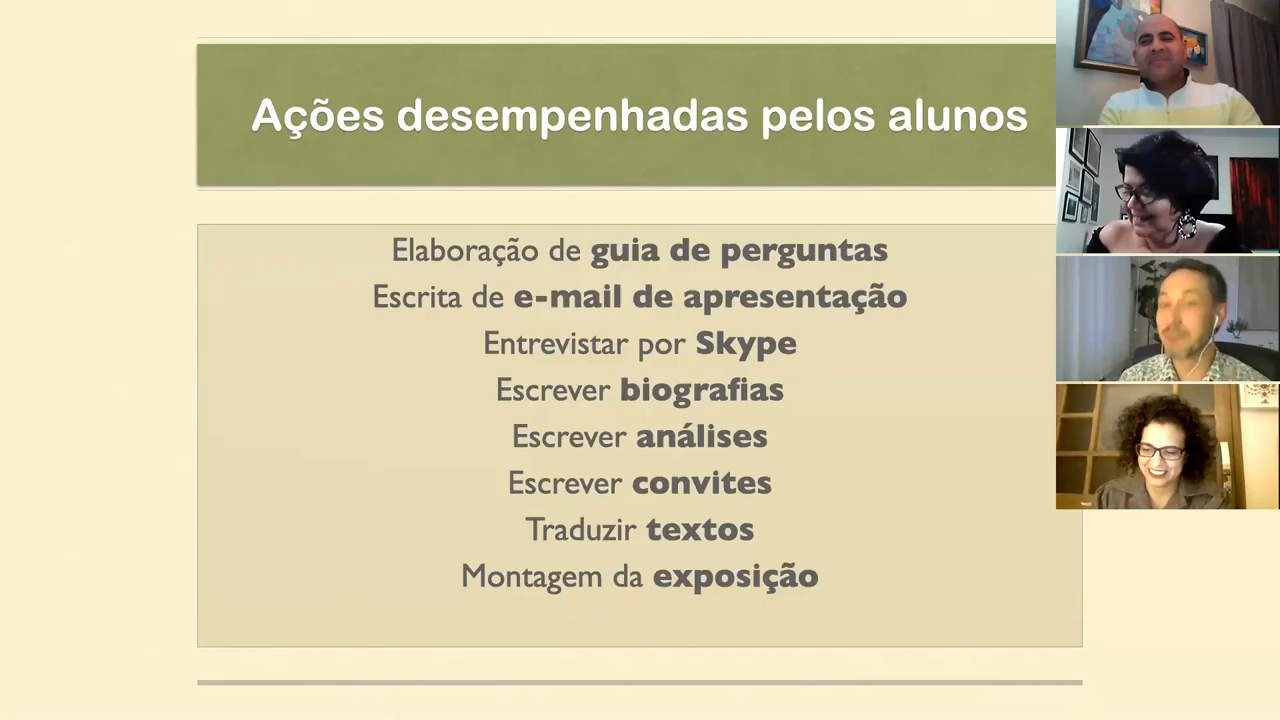 Ações desempenhadas pelos alunos
Elaboração de guia de perguntas
Escrita de e-mail de apresentação
Entrevistar por Skype
Escrever biografias
Escrever análises
Escrever convites
Traduzir textos
Montagem da exposição